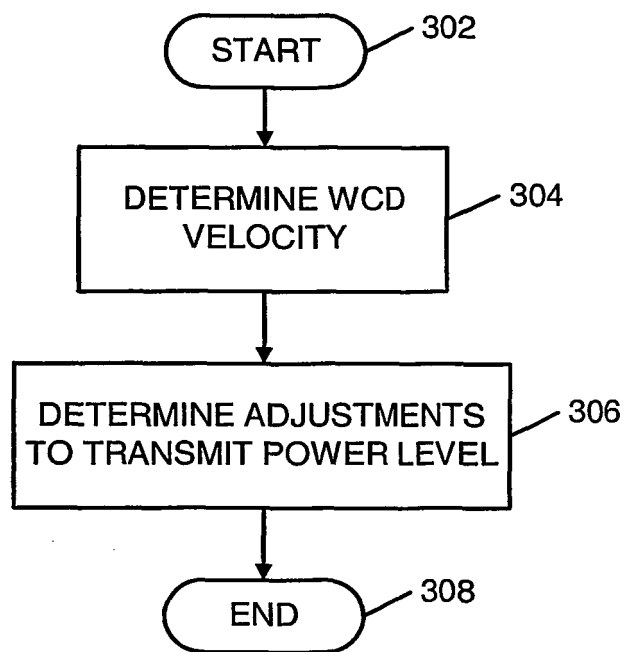 START
302
DETERMINE WCD
VELOCITY
304
DETERMINE ADJUSTMENTS
TO TRANSMIT POWER LEVEL
306
END
308